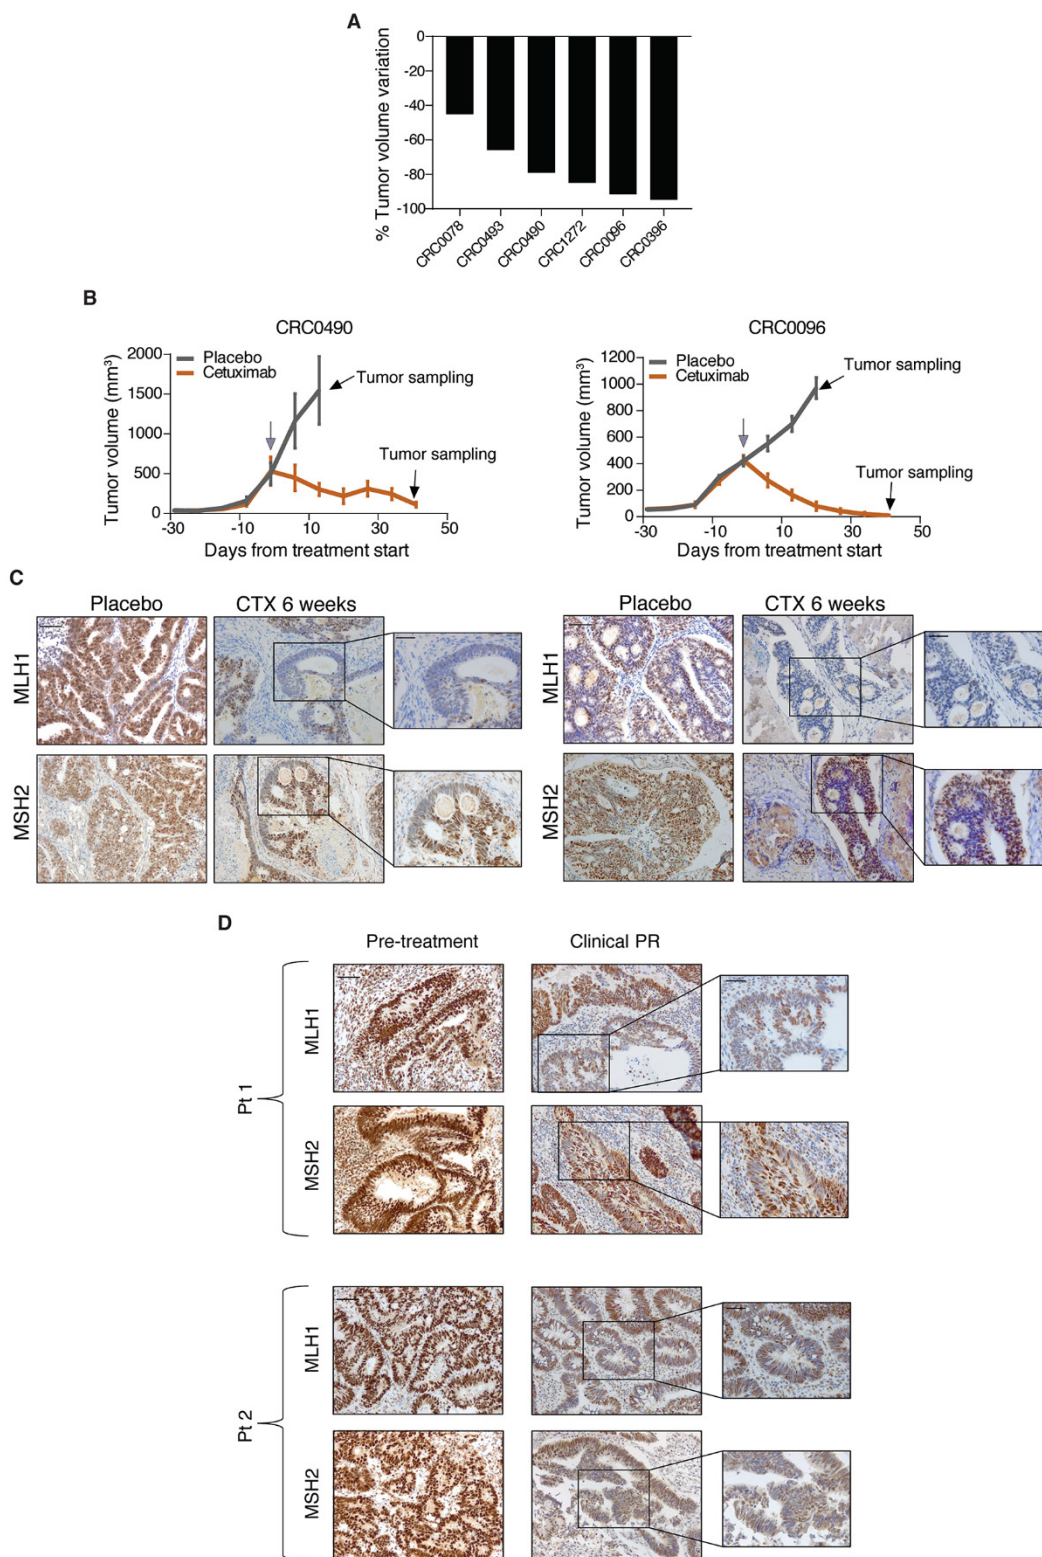 A
% Tumor volume variation
0
-20
-40
-60
-80
-100
CRC0078
CRC0493
CRC0490
CRC1272
CRC0096
CRC0396
B
CRC0490
Tumor volume (mm³)
2000
1500
1000
500
0
Placebo
Cetuximab
Tumor sampling
Tumor sampling
-30 -10 10 30 50
Days from treatment start
CRC0096
Tumor volume (mm³)
1200
1000
800
600
400
200
0
Placebo
Cetuximab
Tumor sampling
Tumor sampling
-30 -10 10 30 50
Days from treatment start
C
Placebo CTX 6 weeks
MLH1
MSH2
Placebo CTX 6 weeks
MLH1
MSH2
D
Pre-treatment Clinical PR
Pt 1
MLH1
MSH2
Pt 2
MLH1
MSH2